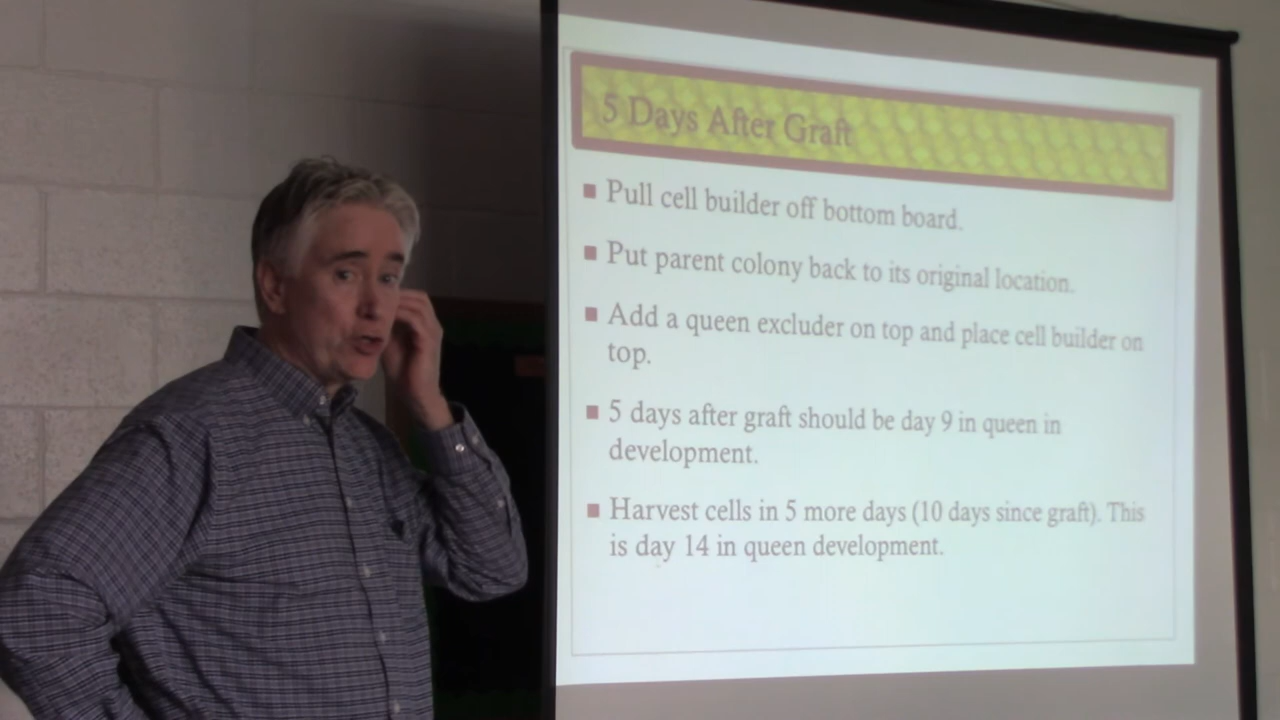 5 Days After Graft
Pull cell builder off bottom board.
Put parent colony back to its original location.
Add a queen excluder on top and place cell builder on
top.
5 days after graft should be day 9 in queen in
development.
Harvest cells in 5 more days (10 days since graft). This
is day 14 in queen development.